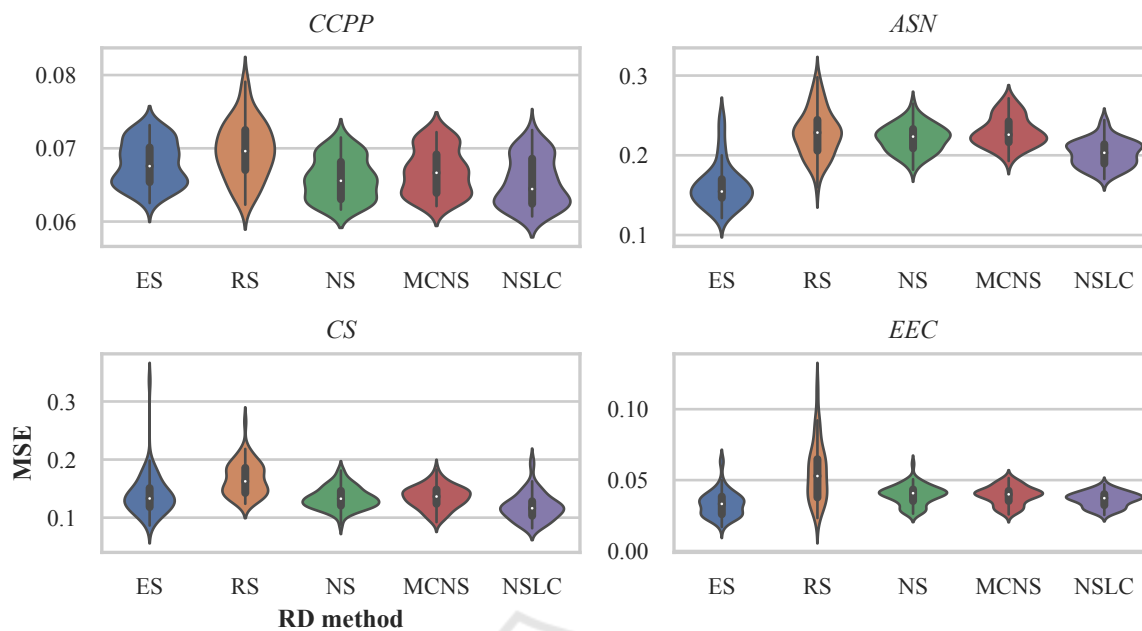 CCPP
0.08
0.07
0.06
ES RS NS MCNS NSLC
ASN
0.3
0.2
0.1
ES RS NS MCNS NSLC
CS
MSE
0.3
0.2
0.1
ES RS NS MCNS NSLC
RD method
EEC
0.10
0.05
0.00
ES RS NS MCNS NSLC